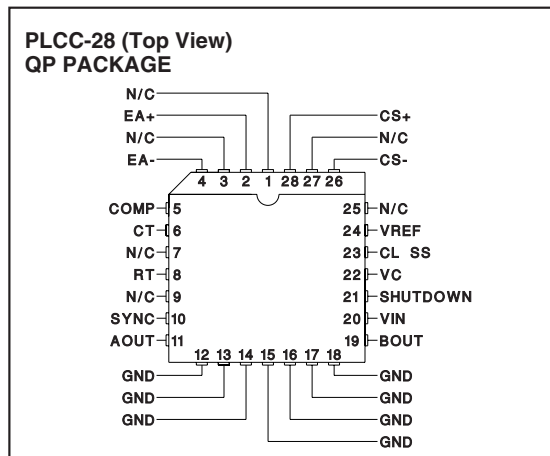 PLCC-28 (Top View)
QP PACKAGE
N/C
EA+
N/C
EA-
CS+
N/C
CS-
4 3 2 1 28 27 26
COMP 5
CT 6
N/C 7
RT 8
N/C 9
SYNC 10
AOUT 11
25 N/C
24 VREF
23 CL SS
22 VC
21 SHUTDOWN
20 VIN
19 BOUT
12 13 14 15 16 17 18
GND
GND
GND
GND
GND
GND
GND